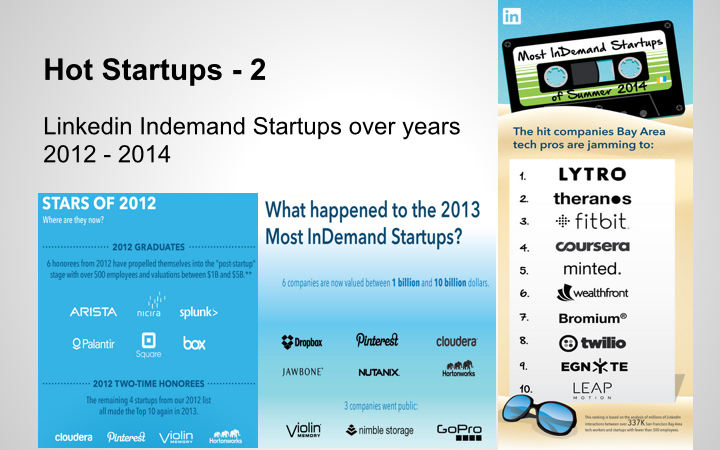 Hot Startups - 2
Linkedin Indemand Startups over years
2012 - 2014
STARS OF 2012
Where are they now?
2012 GRADUATES
6 honorees from 2012 have propelled themselves into the "post-startup"
stage with over 500 employees and valuations between $1B and $5B.**
ARISTA
nicira
splunk>
Palantir
Square
box
2012 TWO-TIME HONOREES
The remaining 4 startups from our 2012 list
all made the Top 10 again in 2013.
cloudera
Pinterest
Violin
MEMORY
Hortonworks
What happened to the 2013
Most InDemand Startups?
6 companies are now valued between 1 billion and 10 billion dollars.
Dropbox
Pinterest
cloudera
JAWBONE
NUTANIX
Hortonworks
3 companies went public:
Violin
MEMORY
nimble storage
GoPro
in
Most InDemand Startups
of Summer 2014
The hit companies Bay Area
tech pros are jamming to:
1. LYTRO
2. theranos
3. fitbit
4. coursera
5. minted.
6. wealthfront
7. Bromium®
8. twilio
9. EGNYTE
10. LEAP
MOTION
This ranking is based on the analysis of millions of LinkedIn
interactions between over 337K San Francisco Bay Area
tech workers and startups with fewer than 500 employees.